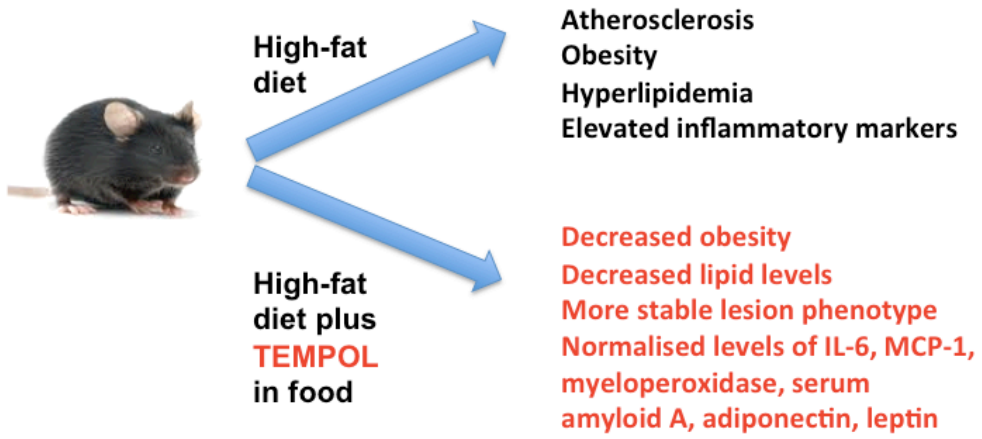 High-fat
diet
Atherosclerosis
Obesity
Hyperlipidemia
Elevated inflammatory markers
High-fat
diet plus
TEMPOL
in food
Decreased obesity
Decreased lipid levels
More stable lesion phenotype
Normalised levels of IL-6, MCP-1,
myeloperoxidase, serum
amyloid A, adiponectin, leptin